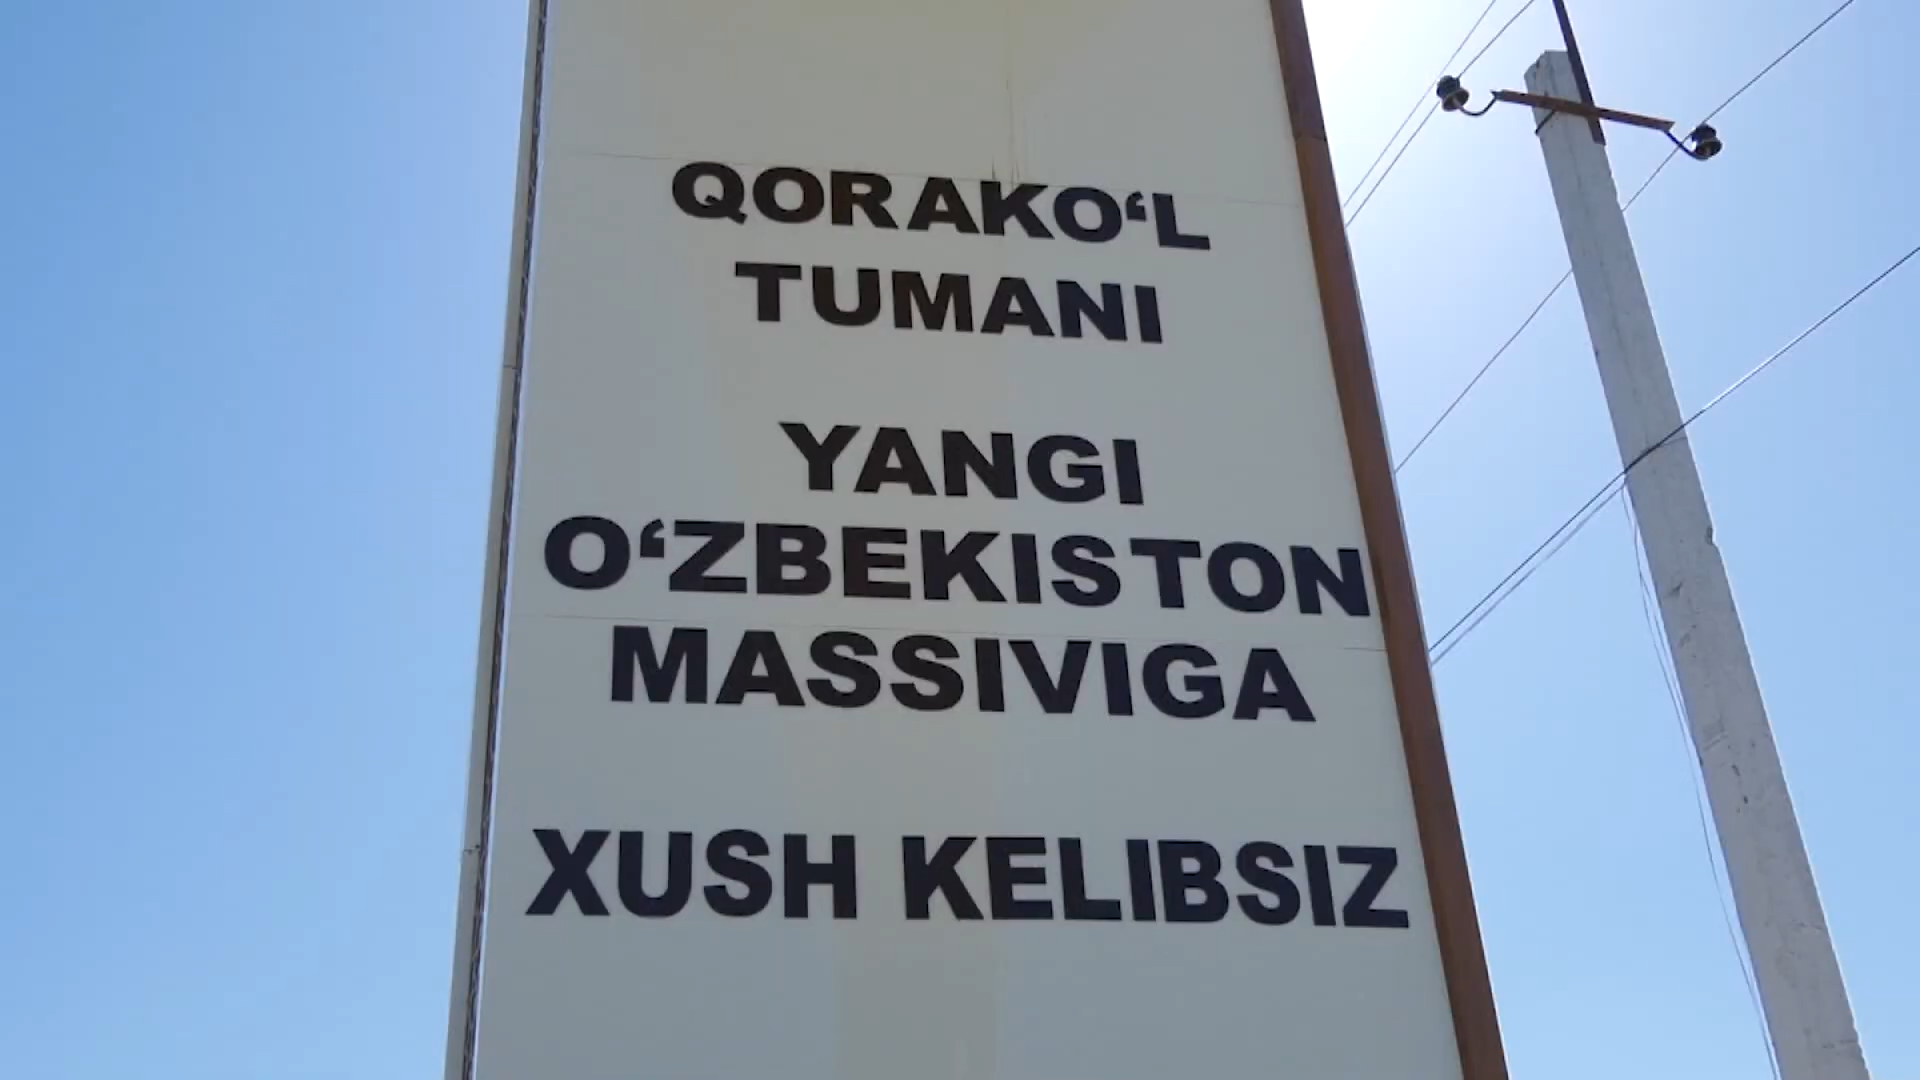 QORAKO‘L
TUMANI
YANGI
O‘ZBEKISTON
MASSIVIGA
XUSH KELIBSIZ